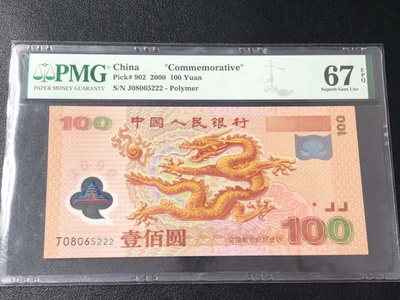 PMG
PAPER MONEY GUARANTY
China "Commemorative"
Pick# 902 2000 100 Yuan
S/N J08065222 - Polymer
67 EPQ
Superb Gem Unc
100 中国人民银行 100
2000
J08065222 壹佰圆 100